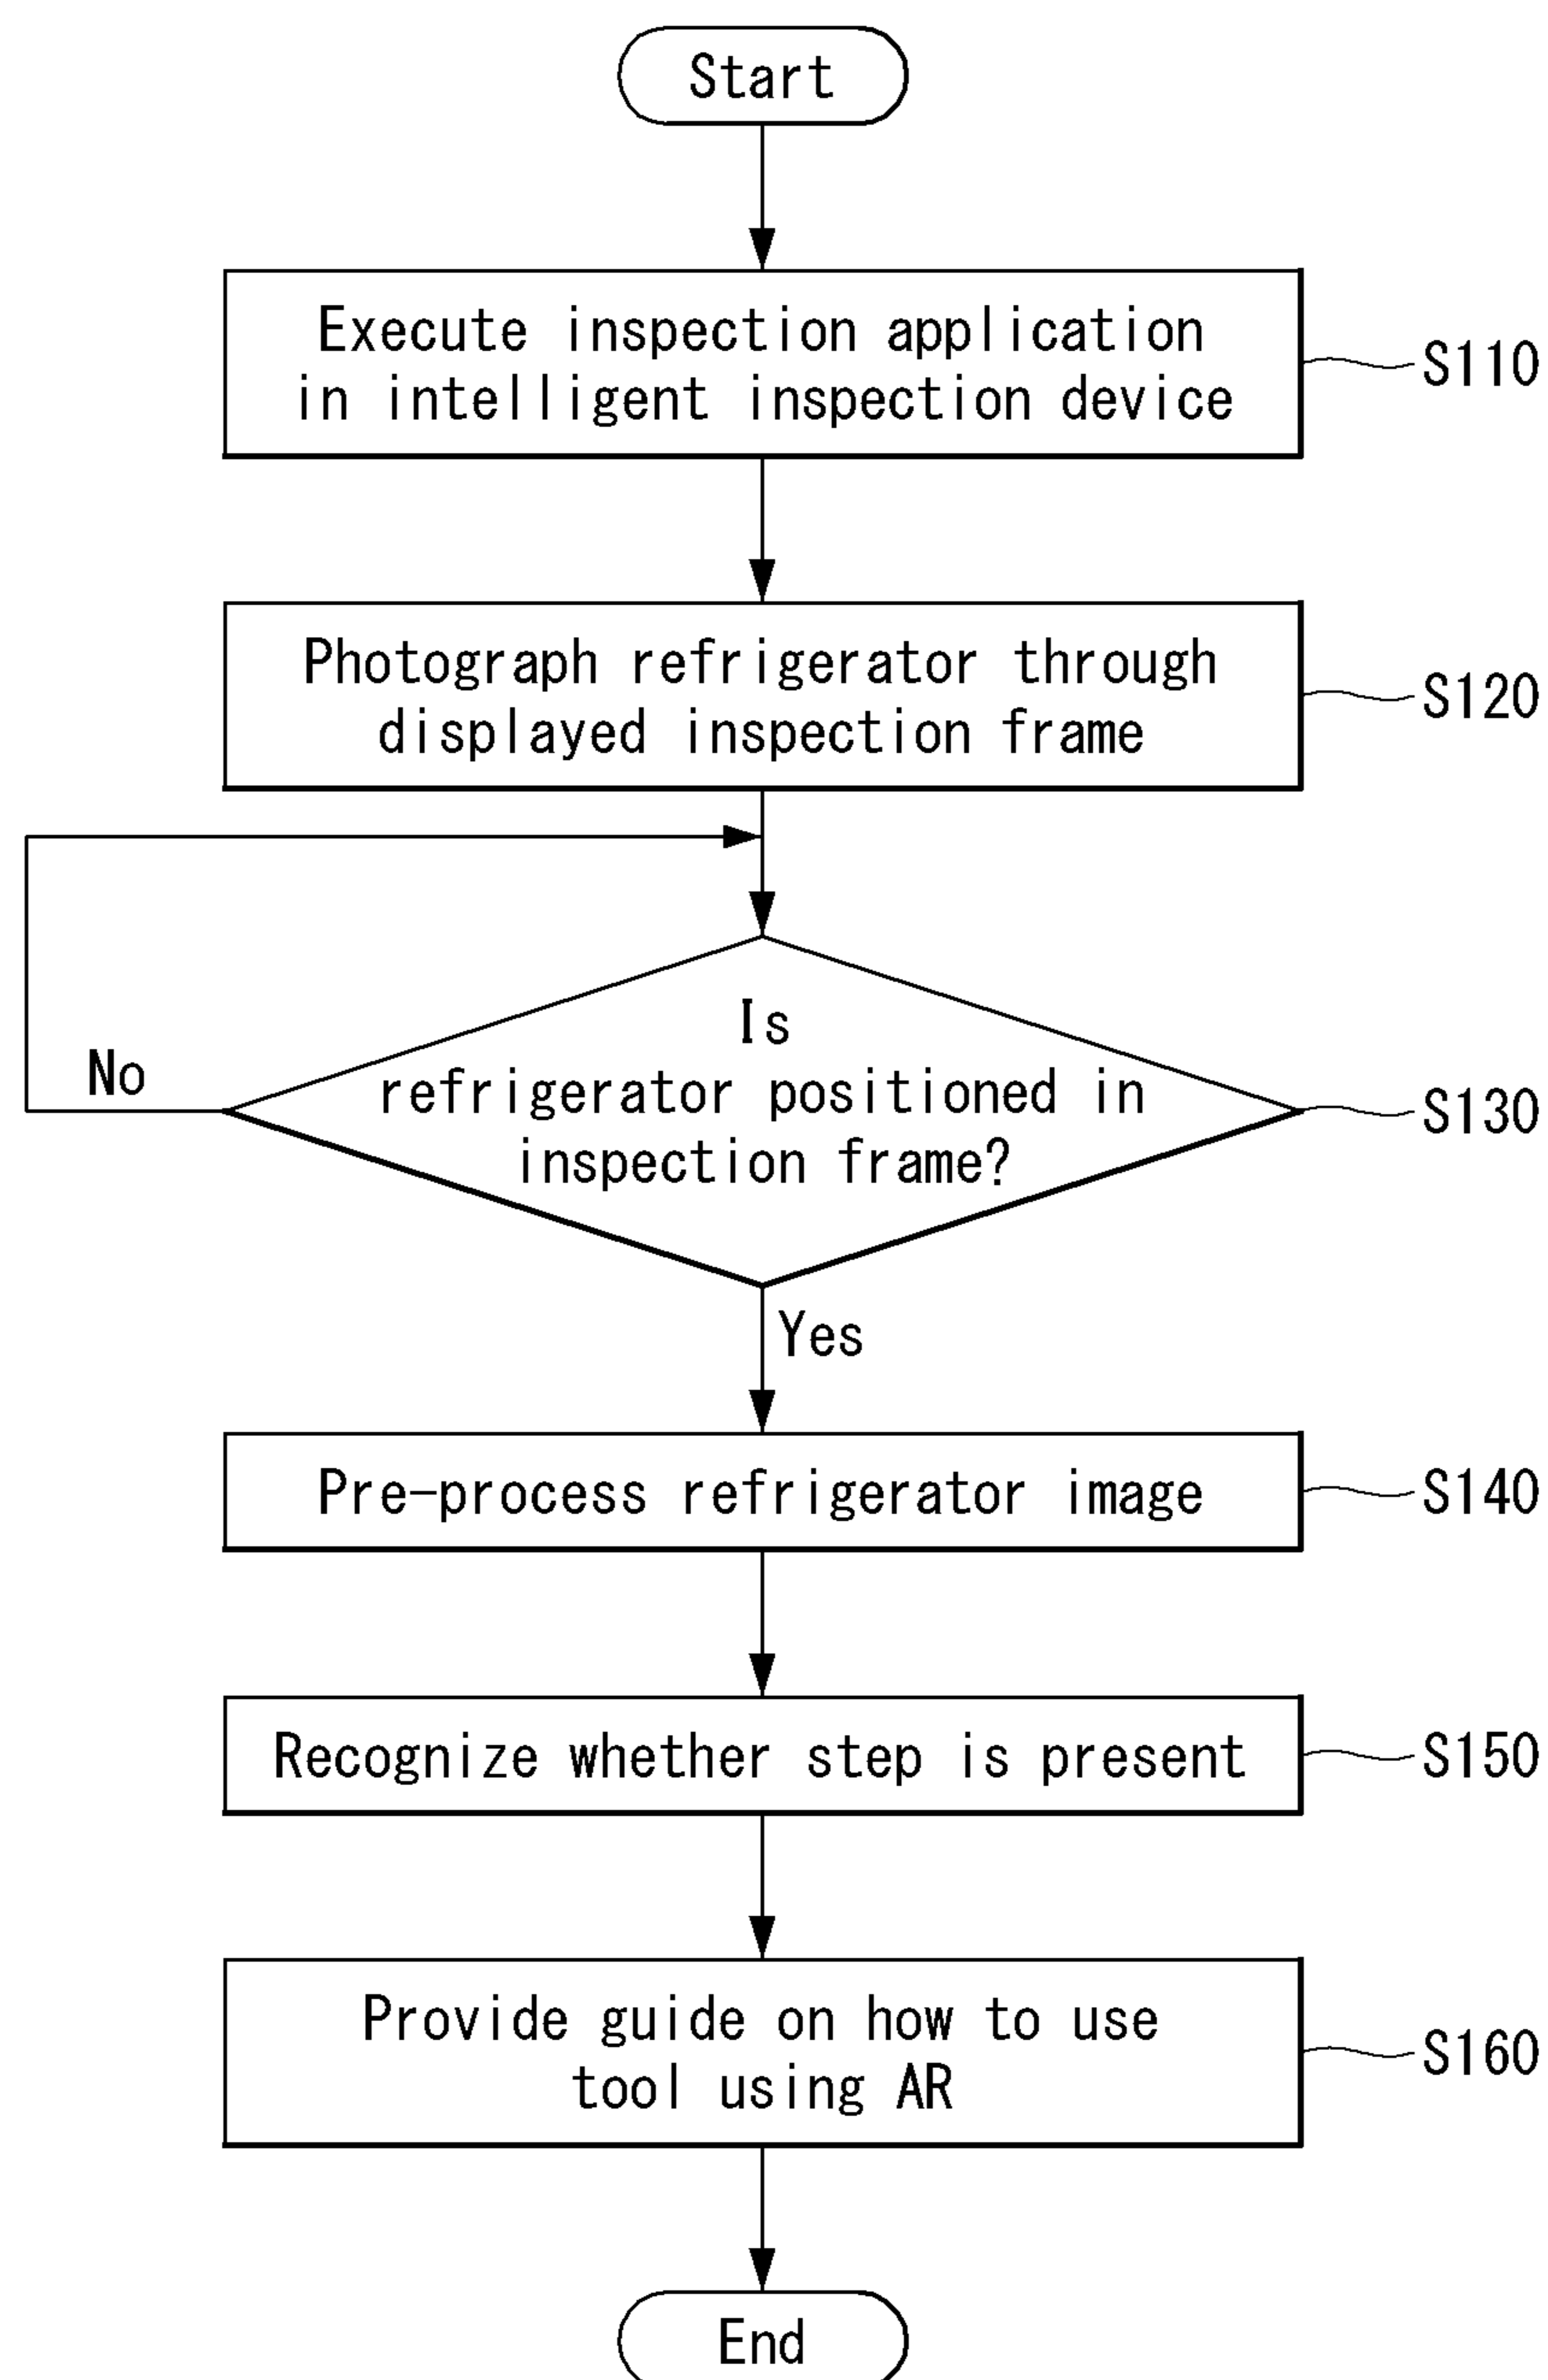 Start
Execute inspection application
in intelligent inspection device
S110
Photograph refrigerator through
displayed inspection frame
S120
Is
refrigerator positioned in
inspection frame?
No
S130
Yes
Pre-process refrigerator image
S140
Recognize whether step is present
S150
Provide guide on how to use
tool using AR
S160
End